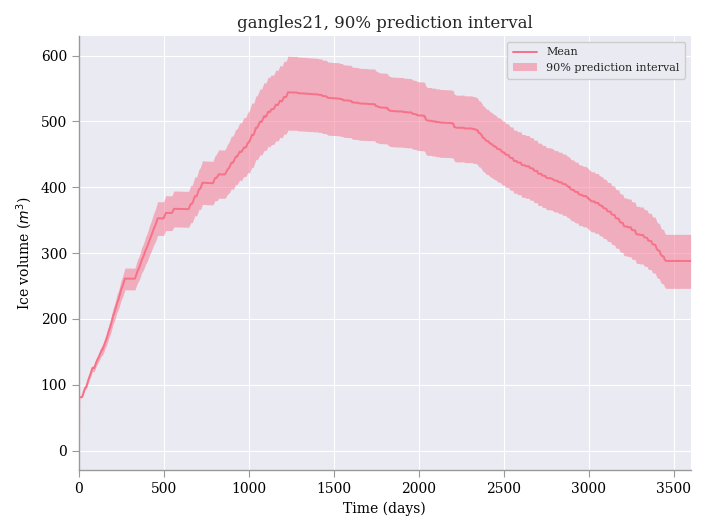 gangles21, 90% prediction interval
Mean
90% prediction interval
600
500
400
300
200
100
0
Ice volume (m³)
0 500 1000 1500 2000 2500 3000 3500
Time (days)